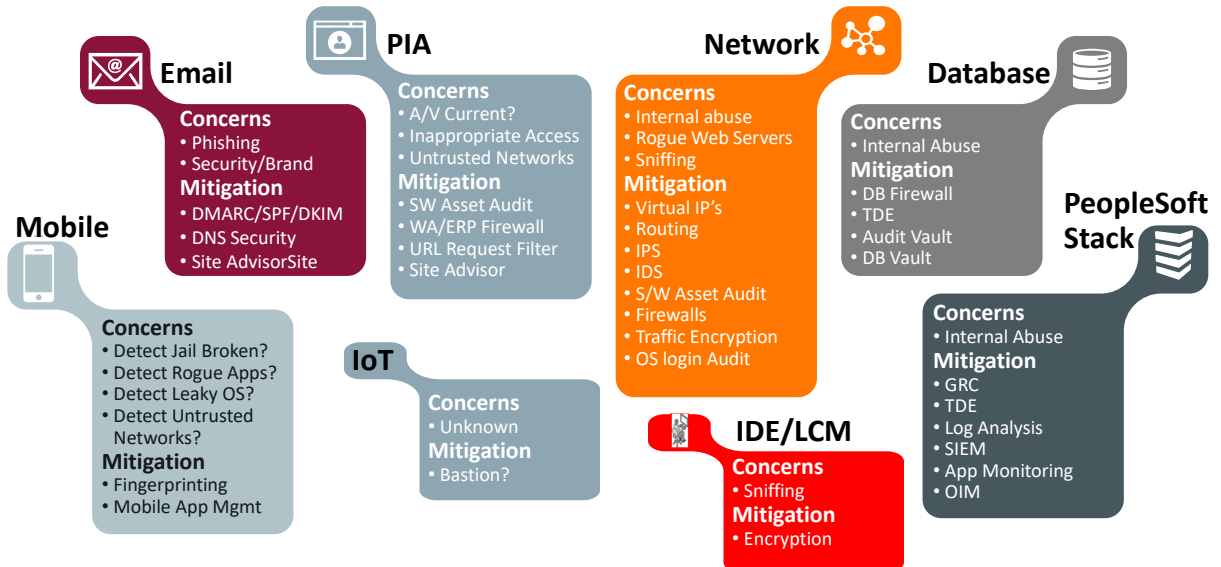 Email
Concerns
• Phishing
• Security/Brand
Mitigation
• DMARC/SPF/DKIM
• DNS Security
• Site AdvisorSite
PIA
Concerns
• A/V Current?
• Inappropriate Access
• Untrusted Networks
Mitigation
• SW Asset Audit
• WA/ERP Firewall
• URL Request Filter
• Site Advisor
Network
Concerns
• Internal abuse
• Rogue Web Servers
• Sniffing
Mitigation
• Virtual IP's
• Routing
• IPS
• IDS
• S/W Asset Audit
• Firewalls
• Traffic Encryption
• OS login Audit
Database
Concerns
• Internal Abuse
Mitigation
• DB Firewall
• TDE
• Audit Vault
• DB Vault
Mobile
Concerns
• Detect Jail Broken?
• Detect Rogue Apps?
• Detect Leaky OS?
• Detect Untrusted
Networks?
Mitigation
• Fingerprinting
• Mobile App Mgmt
IoT
Concerns
• Unknown
Mitigation
• Bastion?
IDE/LCM
Concerns
• Sniffing
Mitigation
• Encryption
PeopleSoft
Stack
Concerns
• Internal Abuse
Mitigation
• GRC
• TDE
• Log Analysis
• SIEM
• App Monitoring
• OIM